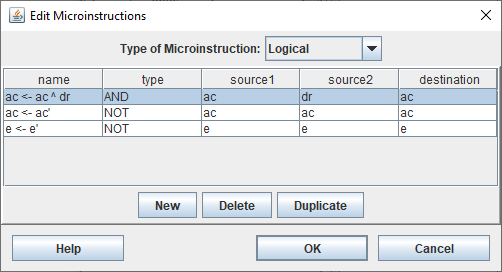 Edit Microinstructions
Type of Microinstruction: Logical
name type source1 source2 destination
ac <- ac ^ dr AND ac dr ac
ac <- ac' NOT ac ac ac
e <- e' NOT e e e
New Delete Duplicate
Help OK Cancel